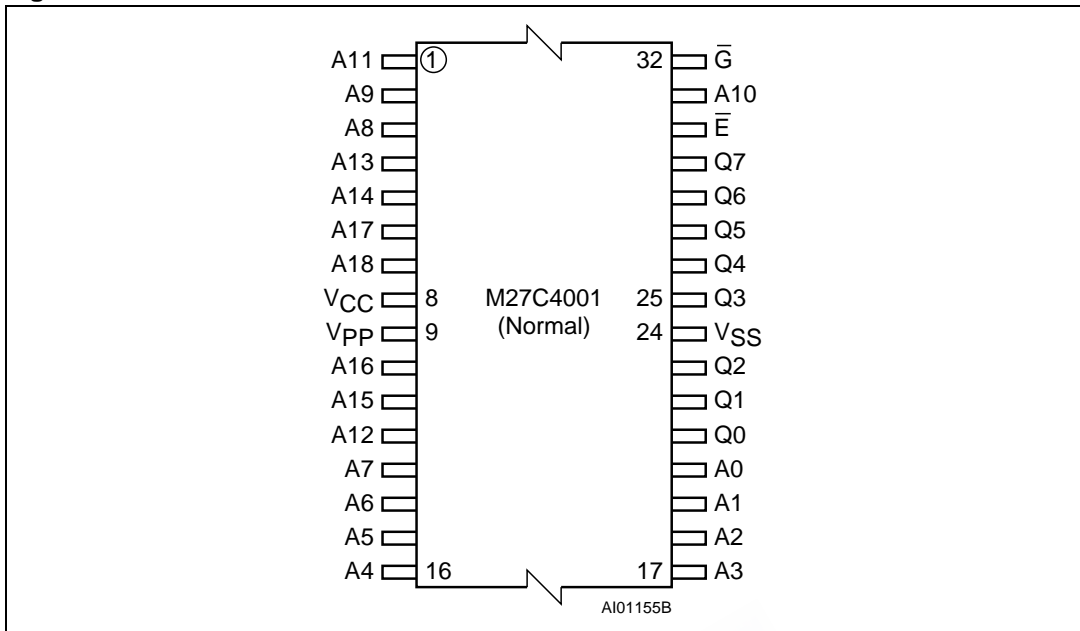 A11 1 32 G̅
A9 A10
A8 E̅
A13 Q7
A14 Q6
A17 Q5
A18 Q4
VCC 8 M27C4001 25 Q3
VPP 9 (Normal) 24 VSS
A16 Q2
A15 Q1
A12 Q0
A7 A0
A6 A1
A5 A2
A4 16 17 A3
AI01155B